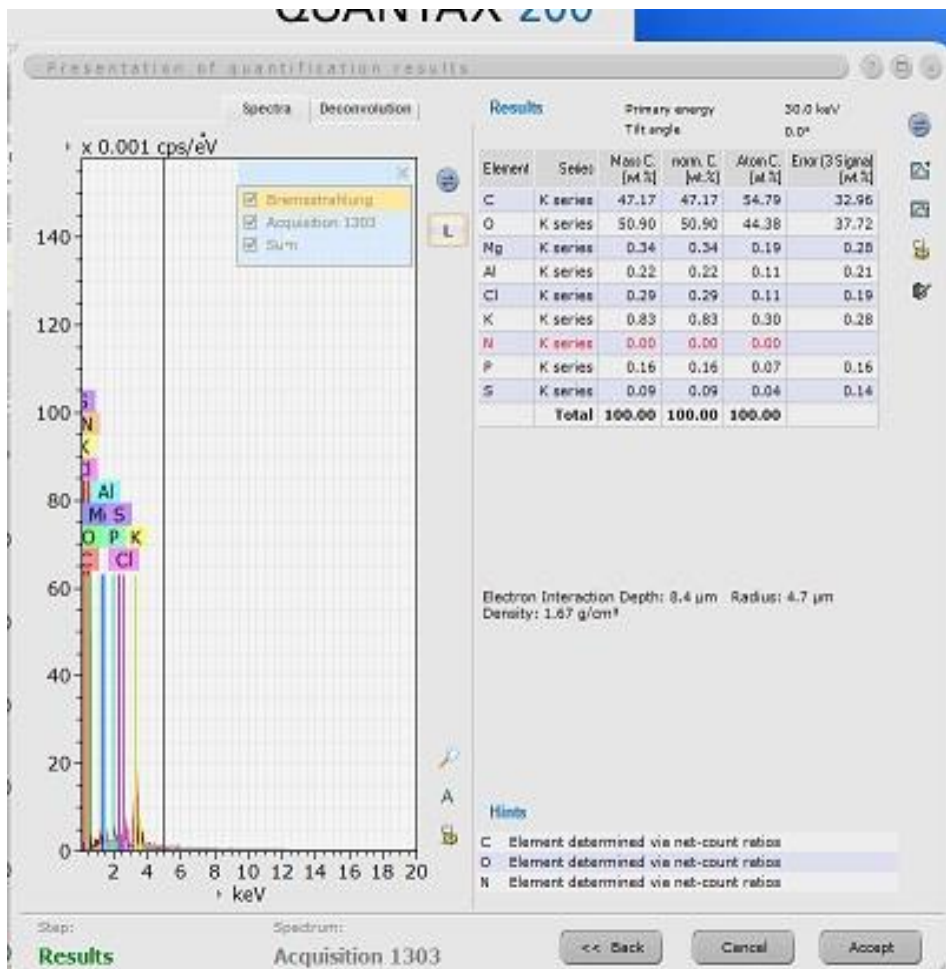 QUANTAX 200
Presentation of quantification results
Spectra Deconvolution
x 0.001 cps/eV
Bremsstrahlung
Acquisition 1303
Sum
L
140
120
100
80
60
40
20
0
S
N
K
Cl
Al
S
O P K
C Cl
2 4 6 8 10 12 14 16 18 20
keV
A
Results Primary energy 30.0 keV
Tilt angle 0.0°
Element Series Mass C. norm. C. Atom C. Error (3 Sigma)
[wt.%] [wt.%] [at.%] [wt.%]
C K series 47.17 47.17 54.79 32.96
O K series 50.90 50.90 44.38 37.72
Mg K series 0.34 0.34 0.19 0.28
Al K series 0.22 0.22 0.11 0.21
Cl K series 0.29 0.29 0.11 0.19
K K series 0.83 0.83 0.30 0.28
N K series 0.00 0.00 0.00
P K series 0.16 0.16 0.07 0.16
S K series 0.09 0.09 0.04 0.14
Total 100.00 100.00 100.00
Electron Interaction Depth: 8.4 µm Radius: 4.7 µm
Density: 1.67 g/cm³
Hints
C Element determined via net-count ratios
O Element determined via net-count ratios
N Element determined via net-count ratios
Step: Spectrum:
Results Acquisition 1303
<< Back Cancel Accept